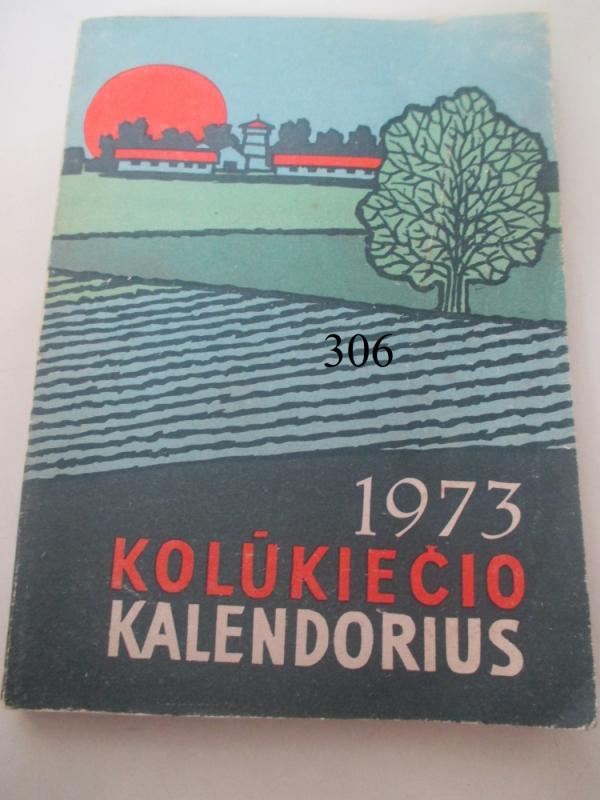 306
1973
KOLŪKIEČIO
KALENDORIUS